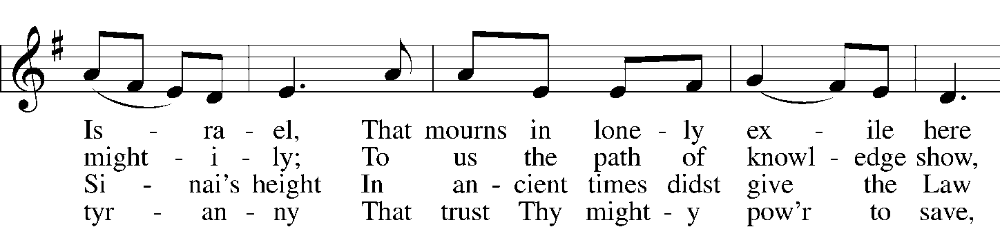 Is - ra - el, That mourns in lone - ly ex - ile here
might - i - ly; To us the path of knowl - edge show,
Si - nai's height In an - cient times didst give the Law
tyr - an - ny That trust Thy might - y pow'r to save,